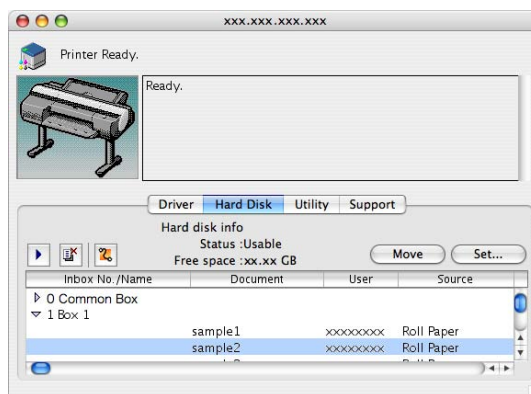 xxx.xxx.xxx.xxx
Printer Ready.
Ready.
Driver Hard Disk Utility Support
Hard disk info
Status :Usable
Free space :xx.xx GB
Move Set...
Inbox No./Name Document User Source
0 Common Box
1 Box 1
sample1 xxxxxxxx Roll Paper
sample2 xxxxxxxx Roll Paper